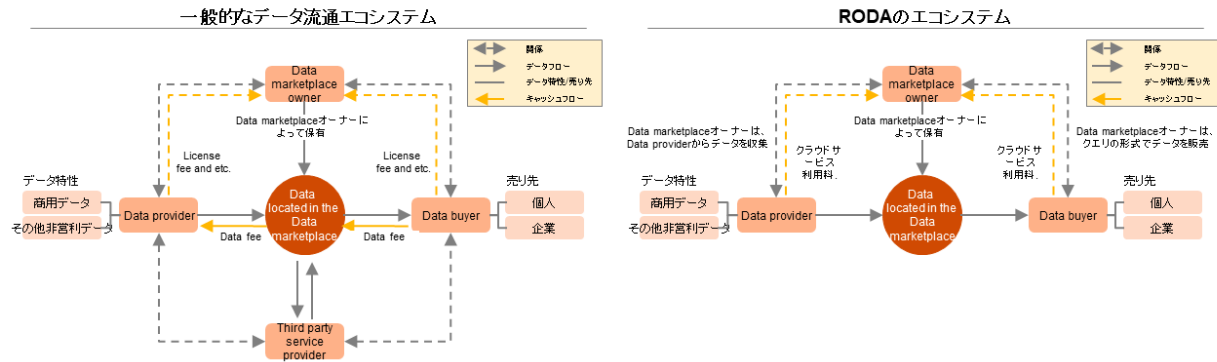 一般的なデータ流通エコシステム
関係
データフロー
データ特性/売り先
キャッシュフロー
Data
marketplace
owner
Data marketplaceオーナーに
よって保有
License
fee and etc.
License
fee and etc.
データ特性
商用データ
その他非営利データ
Data provider
Data
located in the
Data
marketplace
Data buyer
売り先
個人
企業
Data fee
Data fee
Third party
service
provider
RODAのエコシステム
関係
データフロー
データ特性/売り先
キャッシュフロー
Data
marketplace
owner
Data marketplaceオーナーは、
Data providerからデータを収集
Data marketplaceオーナーに
よって保有
Data marketplaceオーナーは、
クエリの形式でデータを販売
クラウドサ
ービス
利用料.
クラウドサ
ービス
利用料.
データ特性
商用データ
その他非営利データ
Data provider
Data
located in the
Data
marketplace
Data buyer
売り先
個人
企業